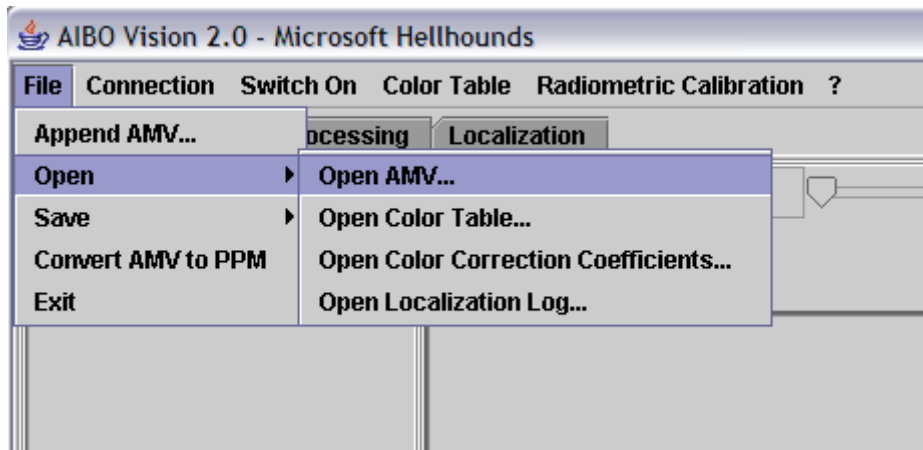 AIBO Vision 2.0 - Microsoft Hellhounds
File Connection Switch On Color Table Radiometric Calibration ?
Append AMV...
Localization
Open
Open AMV...
Save
Open Color Table...
Convert AMV to PPM
Open Color Correction Coefficients...
Exit
Open Localization Log...